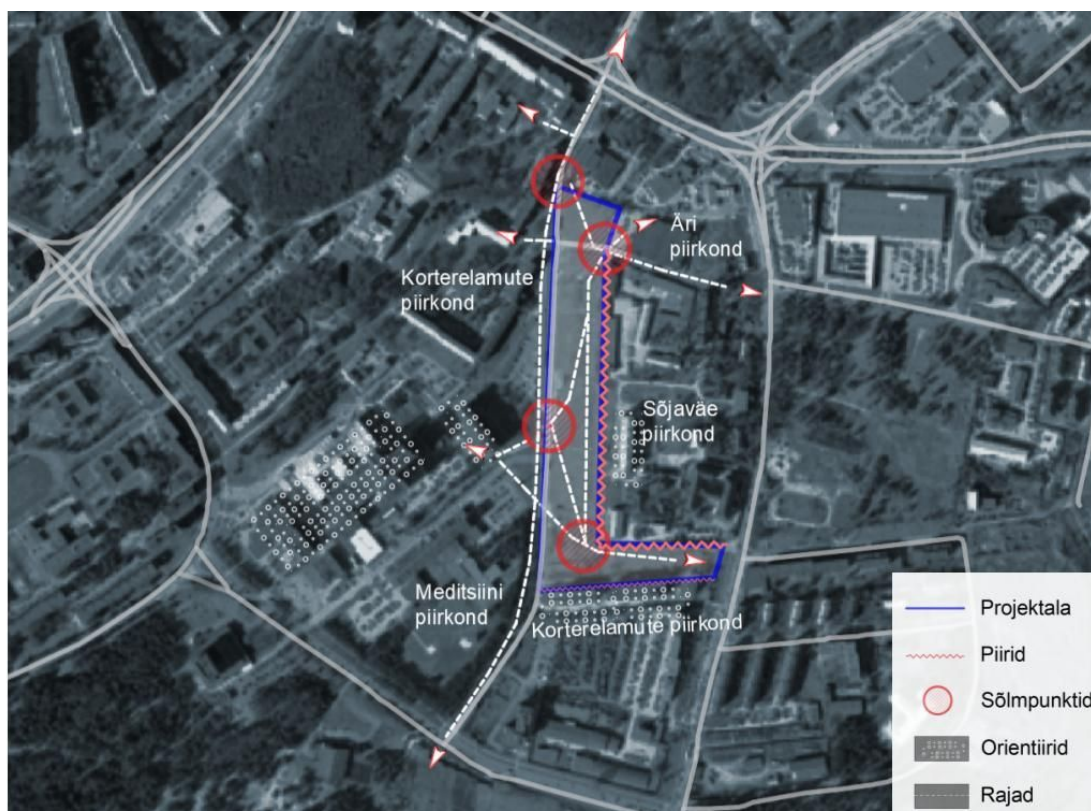 Äri
piirkond
Korterelamute
piirkond
Sõjaväe
piirkond
Meditsiini
piirkond
Korterelamute piirkond
Projektala
Piirid
Sõlmpunktid
Orientiirid
Rajad